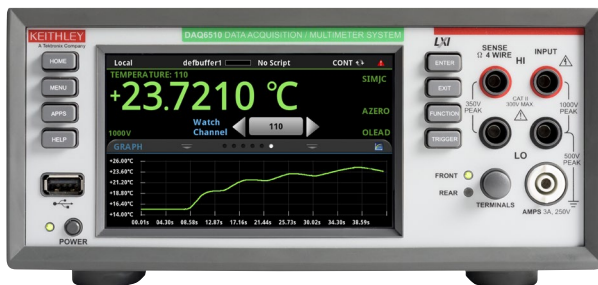 KEITHLEY
A Tektronix Company
DAQ6510 DATA ACQUISITION / MULTIMETER SYSTEM
LXI
HOME
MENU
APPS
HELP
POWER
Local defbuffer1 No Script CONT
TEMPERATURE: 110
+23.7210 °C
SIMJC
AZERO
OLEAD
Watch
Channel
110
1000V
GRAPH
+26.00°C
+23.60°C
+21.20°C
+18.80°C
+16.40°C
+14.00°C
00.01s 04.30s 08.58s 12.87s 17.16s 21.44s 25.73s 30.02s 34.30s 38.59s
ENTER
EXIT
FUNCTION
TRIGGER
SENSE
Ω 4 WIRE
INPUT
HI
350V
PEAK
CAT II
300V MAX
1000V
PEAK
LO
500V
PEAK
FRONT
REAR
TERMINALS
AMPS 3A, 250V